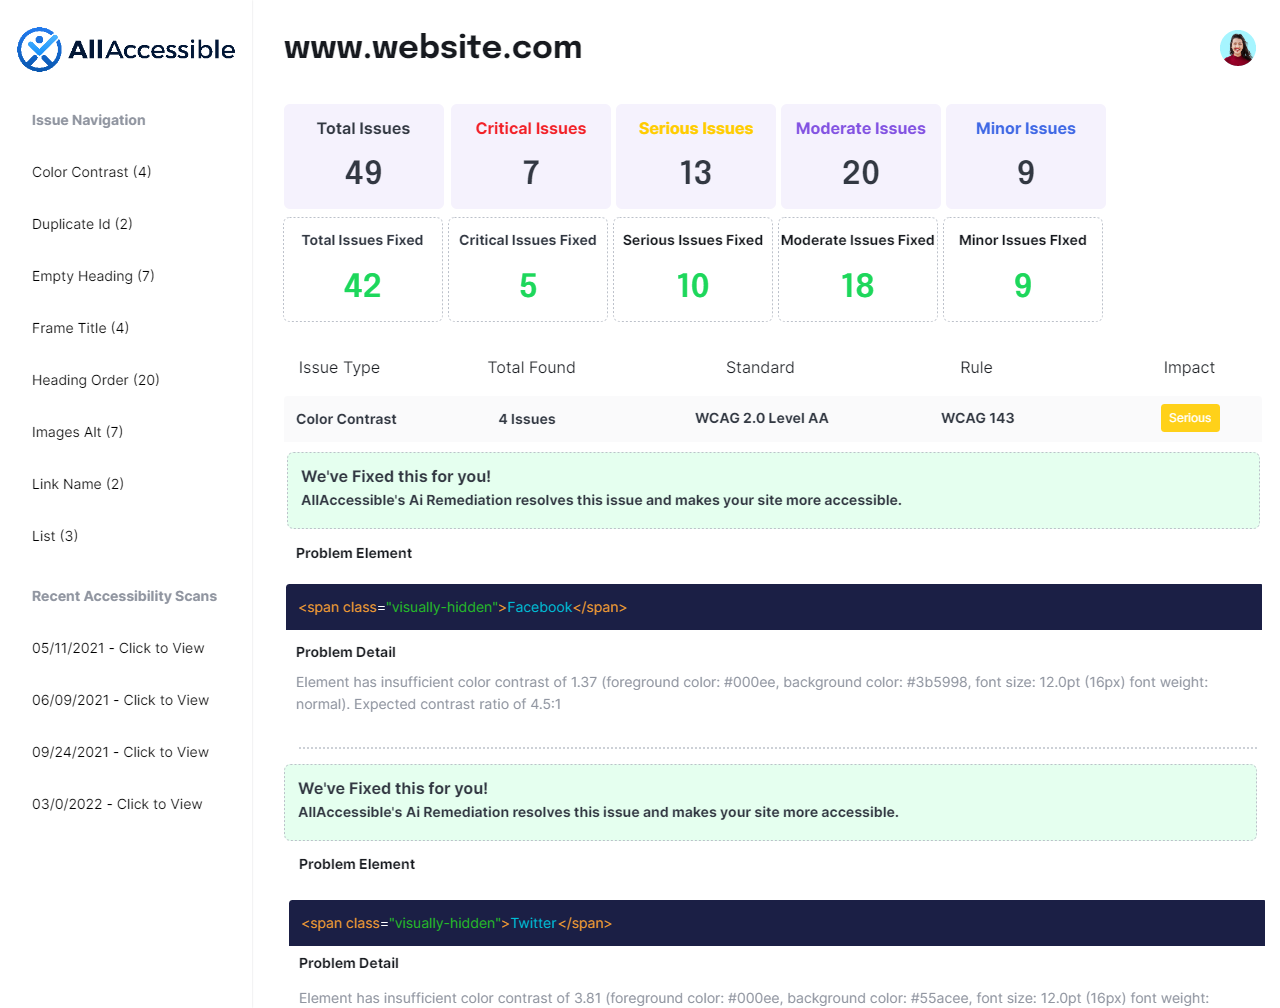 AllAccessible
www.website.com
Issue Navigation
Color Contrast (4)
Duplicate Id (2)
Empty Heading (7)
Frame Title (4)
Heading Order (20)
Images Alt (7)
Link Name (2)
List (3)
Recent Accessibility Scans
05/11/2021 - Click to View
06/09/2021 - Click to View
09/24/2021 - Click to View
03/0/2022 - Click to View
Total Issues Critical Issues Serious Issues Moderate Issues Minor Issues
49 7 13 20 9
Total Issues Fixed Critical Issues Fixed Serious Issues Fixed Moderate Issues Fixed Minor Issues FIxed
42 5 10 18 9
Issue Type Total Found Standard Rule Impact
Color Contrast 4 Issues WCAG 2.0 Level AA WCAG 143 Serious
We've Fixed this for you!
AllAccessible's Ai Remediation resolves this issue and makes your site more accessible.
Problem Element
<span class="visually-hidden">Facebook</span>
Problem Detail
Element has insufficient color contrast of 1.37 (foreground color: #000ee, background color: #3b5998, font size: 12.0pt (16px) font weight:
normal). Expected contrast ratio of 4.5:1
We've Fixed this for you!
AllAccessible's Ai Remediation resolves this issue and makes your site more accessible.
Problem Element
<span class="visually-hidden">Twitter</span>
Problem Detail
Element has insufficient color contrast of 3.81 (foreground color: #000ee, background color: #55acee, font size: 12.0pt (16px) font weight: